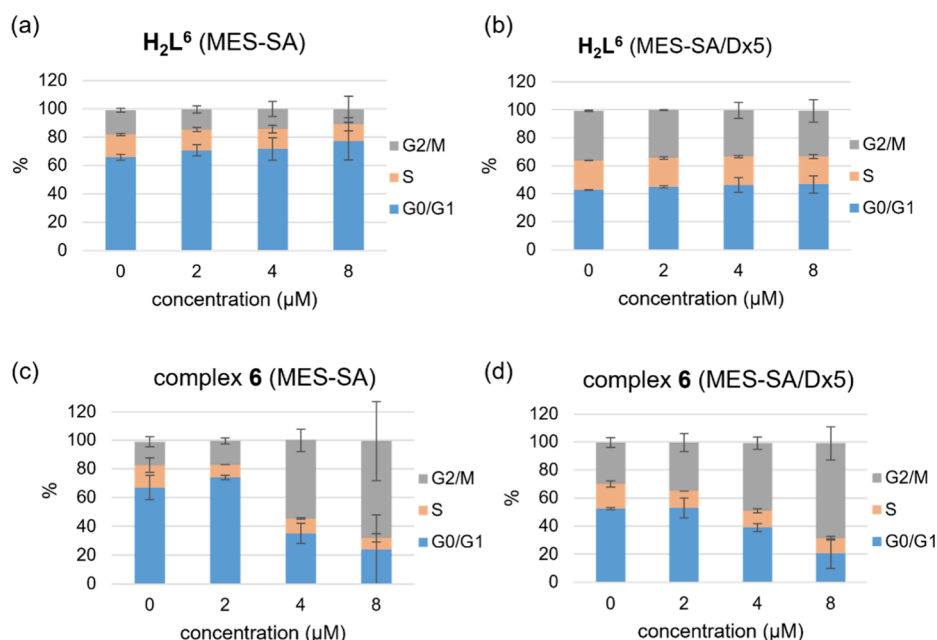 (a)
H₂L⁶ (MES-SA)
120
100
80
60
40
20
0
%
0 2 4 8
concentration (µM)
G2/M
S
G0/G1
(b)
H₂L⁶ (MES-SA/Dx5)
120
100
80
60
40
20
0
%
0 2 4 8
concentration (µM)
G2/M
S
G0/G1
(c)
complex 6 (MES-SA)
120
100
80
60
40
20
0
%
0 2 4 8
concentration (µM)
G2/M
S
G0/G1
(d)
complex 6 (MES-SA/Dx5)
120
100
80
60
40
20
0
%
0 2 4 8
concentration (µM)
G2/M
S
G0/G1